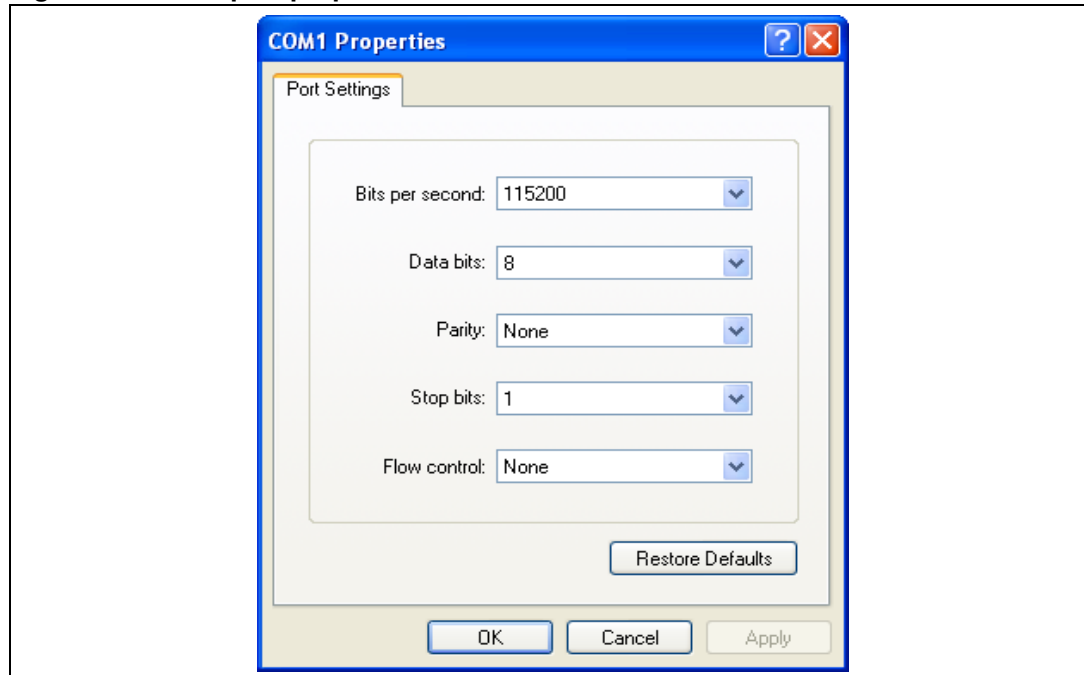 COM1 Properties
Port Settings
Bits per second: 115200
Data bits: 8
Parity: None
Stop bits: 1
Flow control: None
Restore Defaults
OK Cancel Apply